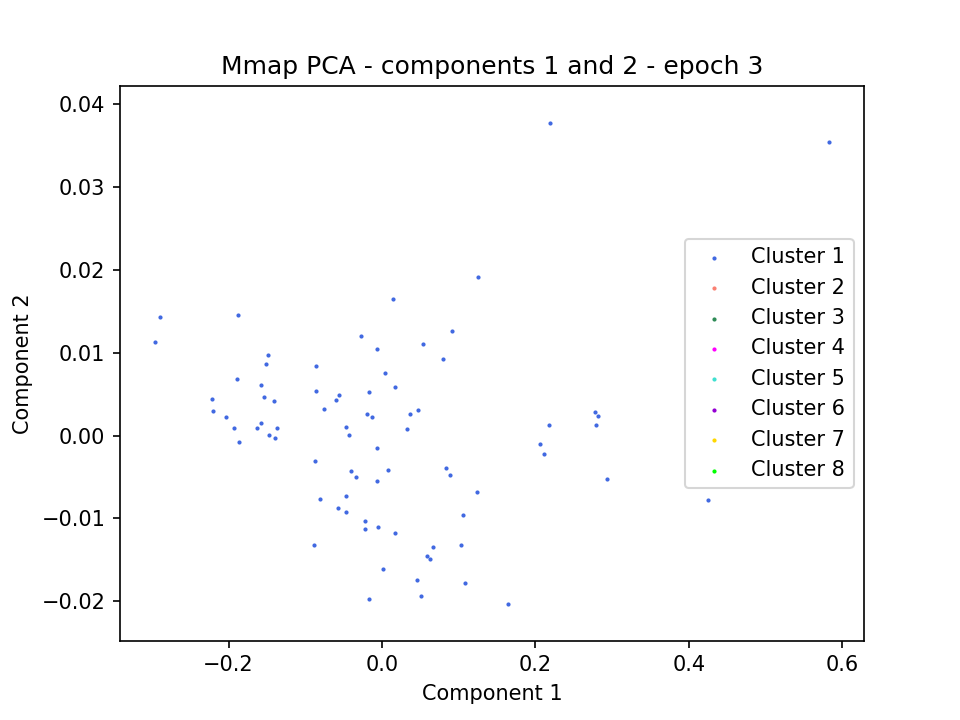 Mmap PCA - components 1 and 2 - epoch 3
0.04
0.03
0.02
0.01
0.00
−0.01
−0.02
Component 2
Cluster 1
Cluster 2
Cluster 3
Cluster 4
Cluster 5
Cluster 6
Cluster 7
Cluster 8
−0.2
0.0
0.2
0.4
0.6
Component 1